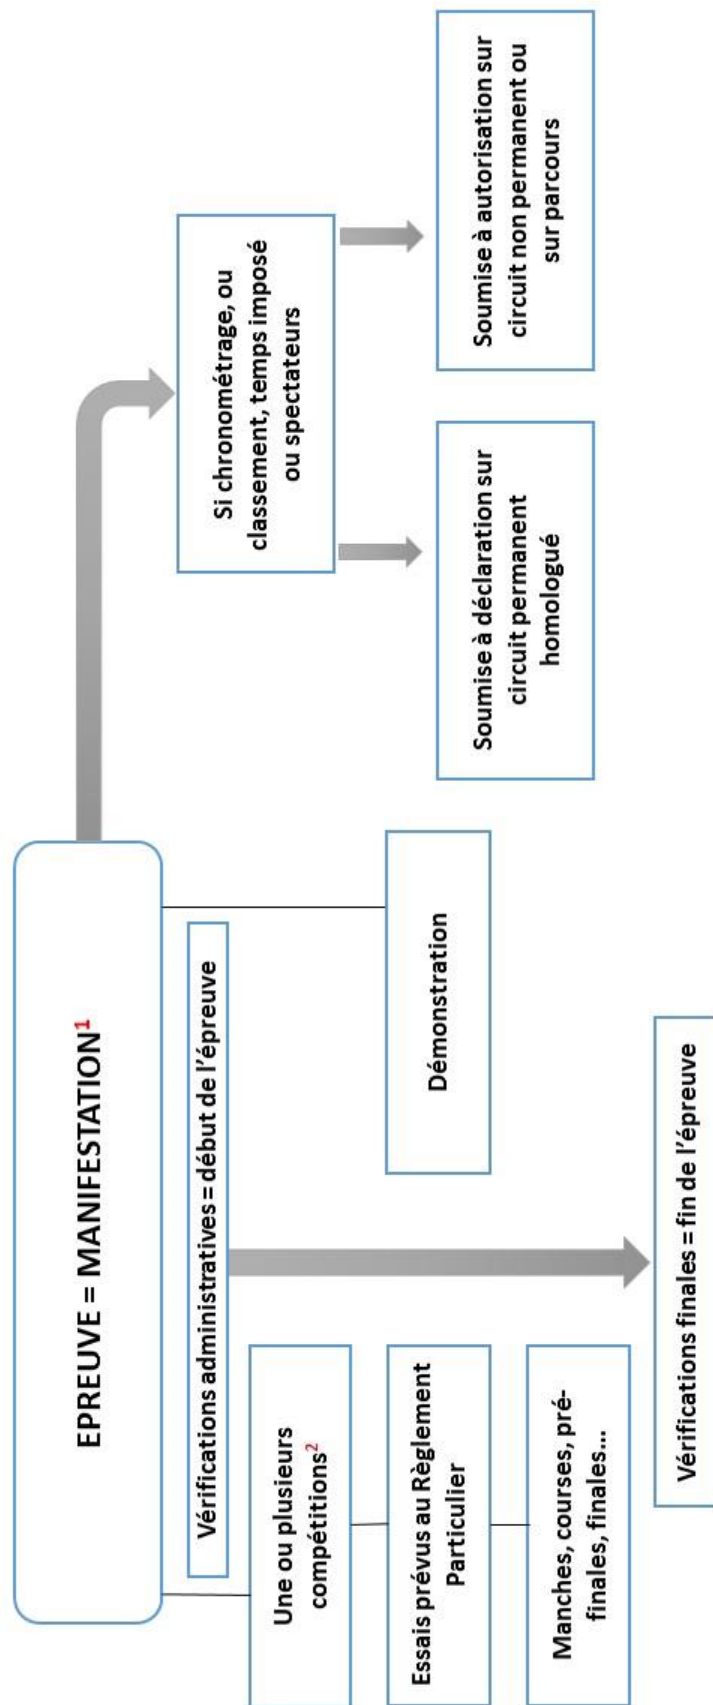 EPREUVE = MANIFESTATION1
Vérifications administratives = début de l'épreuve
Une ou plusieurs
compétitions2
Essais prévus au Règlement
Particulier
Manches, courses, pré-
finales, finales...
Vérifications finales = fin de l'épreuve
Démonstration
Si chronométrage, ou
classement, temps imposé
ou spectateurs
Soumise à déclaration sur
circuit permanent
homologué
Soumise à autorisation sur
circuit non permanent ou
sur parcours